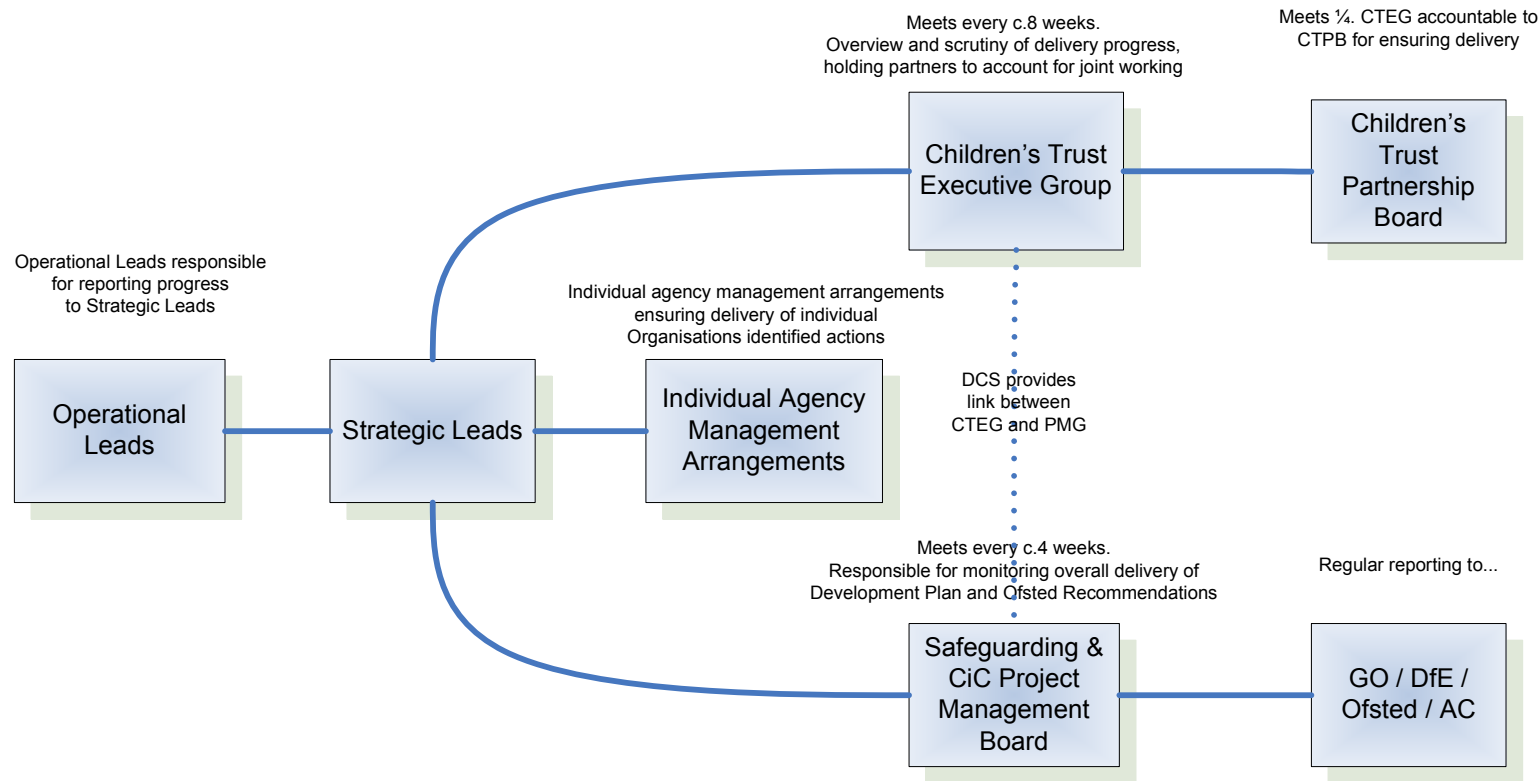 Meets every c.8 weeks.
Overview and scrutiny of delivery progress,
holding partners to account for joint working
Meets ¼. CTEG accountable to
CTPB for ensuring delivery
Children’s Trust
Executive Group
Children’s
Trust
Partnership
Board
Operational Leads responsible
for reporting progress
to Strategic Leads
Individual agency management arrangements
ensuring delivery of individual
Organisations identified actions
Operational
Leads
Strategic Leads
Individual Agency
Management
Arrangements
DCS provides
link between
CTEG and PMG
Meets every c.4 weeks.
Responsible for monitoring overall delivery of
Development Plan and Ofsted Recommendations
Regular reporting to...
Safeguarding &
CiC Project
Management
Board
GO / DfE /
Ofsted / AC